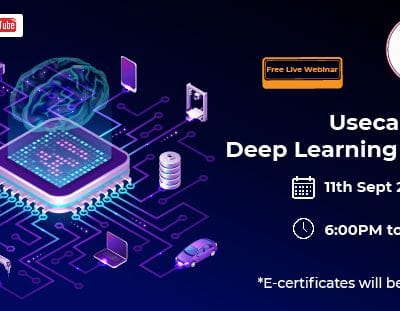 Tube
Free Live Webinar
Useca
Deep Learning
11th Sept 2
6:00PM to
*E-certificates will be